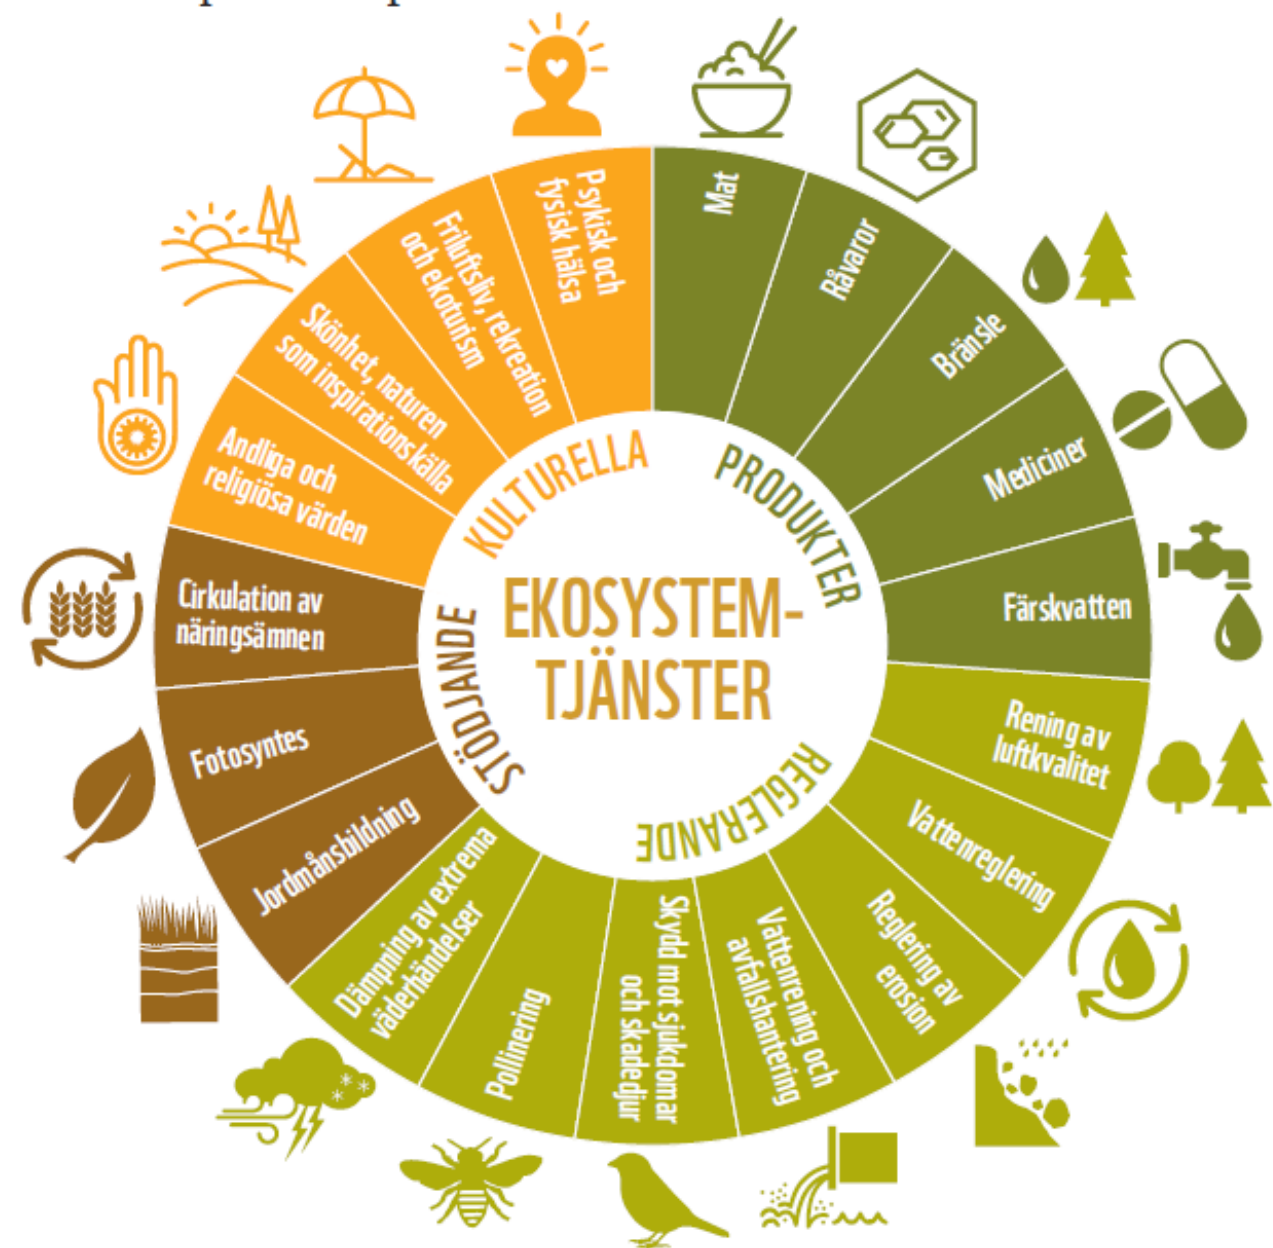 EKOSYSTEM-
TJÄNSTER
PRODUKTER
Mat
Råvaror
Bränsle
Mediciner
Färskvatten
REGLERANDE
Rening av
luftkvalitet
Vattenreglering
Reglering av
erosion
Vattenrening och
avfallshantering
Skydd mot sjukdomar
och skadedjur
Pollinering
Dämpning av extrema
väderhändelser
STÖDJANDE
Jordmånsbildning
Fotosyntes
Cirkulation av
näringsämnen
KULTURELLA
Andliga och
religiösa värden
Skönhet, naturen
som inspirationskälla
Friluftsliv, rekreation
och ekoturism
Psykisk och
fysisk hälsa